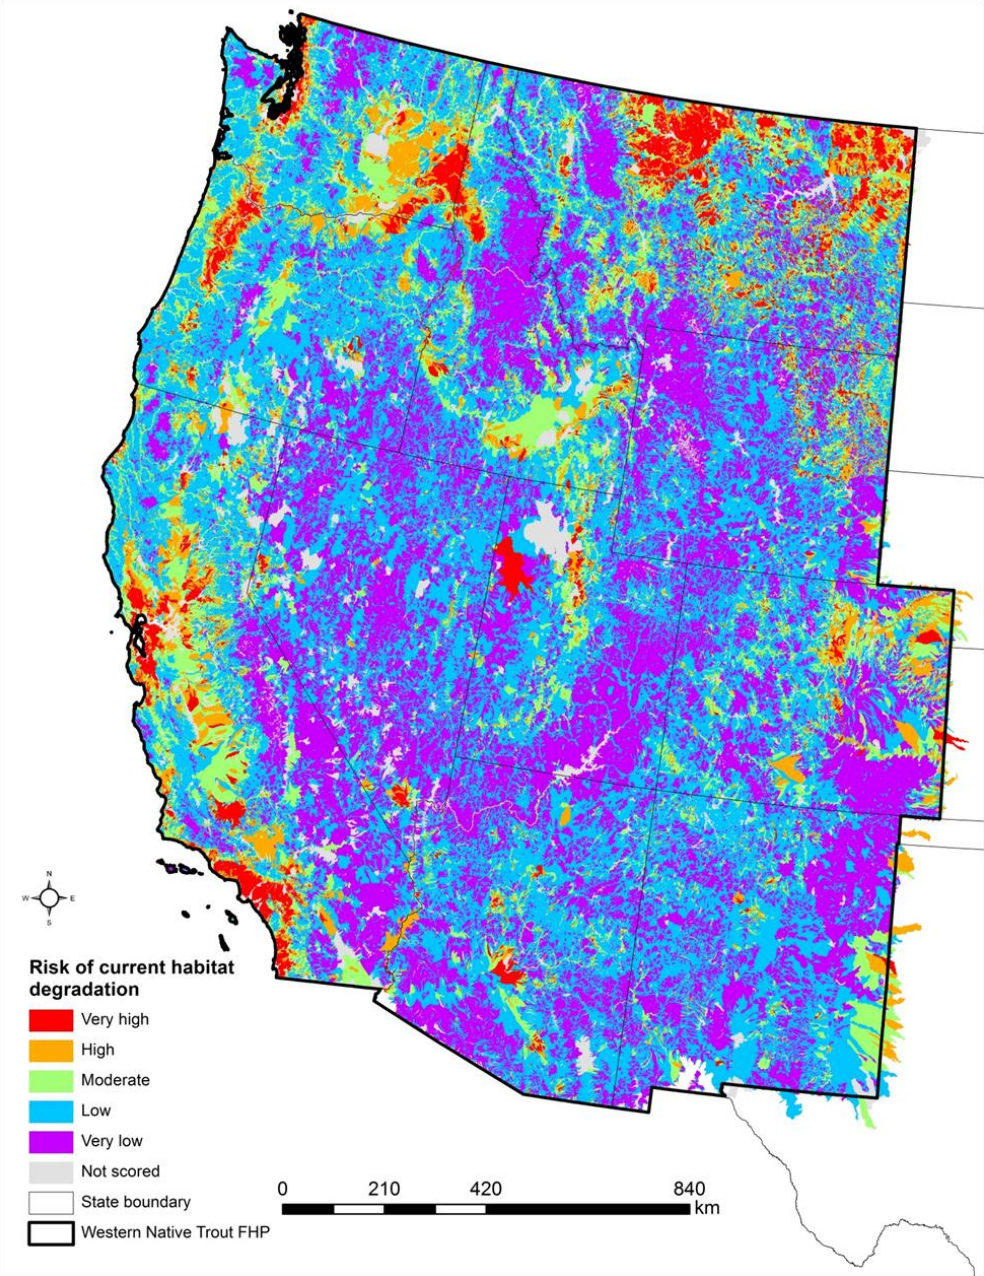 N
W E
S
Risk of current habitat
degradation
Very high
High
Moderate
Low
Very low
Not scored
State boundary
Western Native Trout FHP
0 210 420 840
km